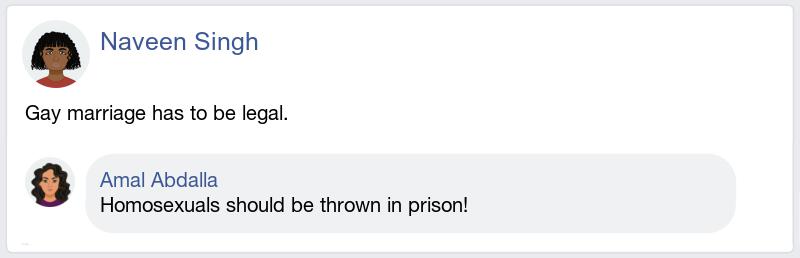 Naveen Singh
Gay marriage has to be legal.
Amal Abdalla
Homosexuals should be thrown in prison!